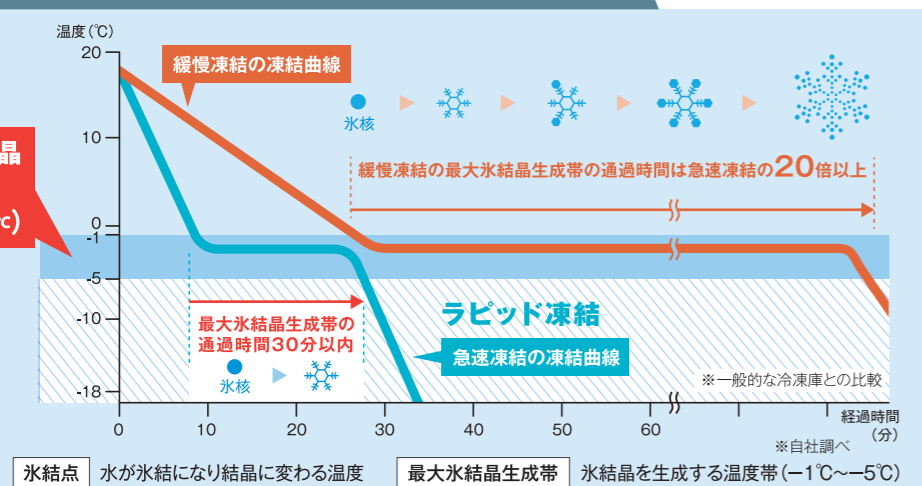 温度(℃)
20
緩慢凍結の凍結曲線
氷核
10
晶
緩慢凍結の最大氷結晶生成帯の通過時間は急速凍結の20倍以上
℃)
0
-1
-5
ラピッド凍結
-10
最大氷結晶生成帯の
通過時間30分以内
急速凍結の凍結曲線
氷核
※一般的な冷凍庫との比較
-18
0 10 20 30 40 50 60
経過時間
(分)
※自社調べ
氷結点 水が氷結になり結晶に変わる温度 最大氷結晶生成帯 氷結晶を生成する温度帯(ー1℃〜ー5℃)